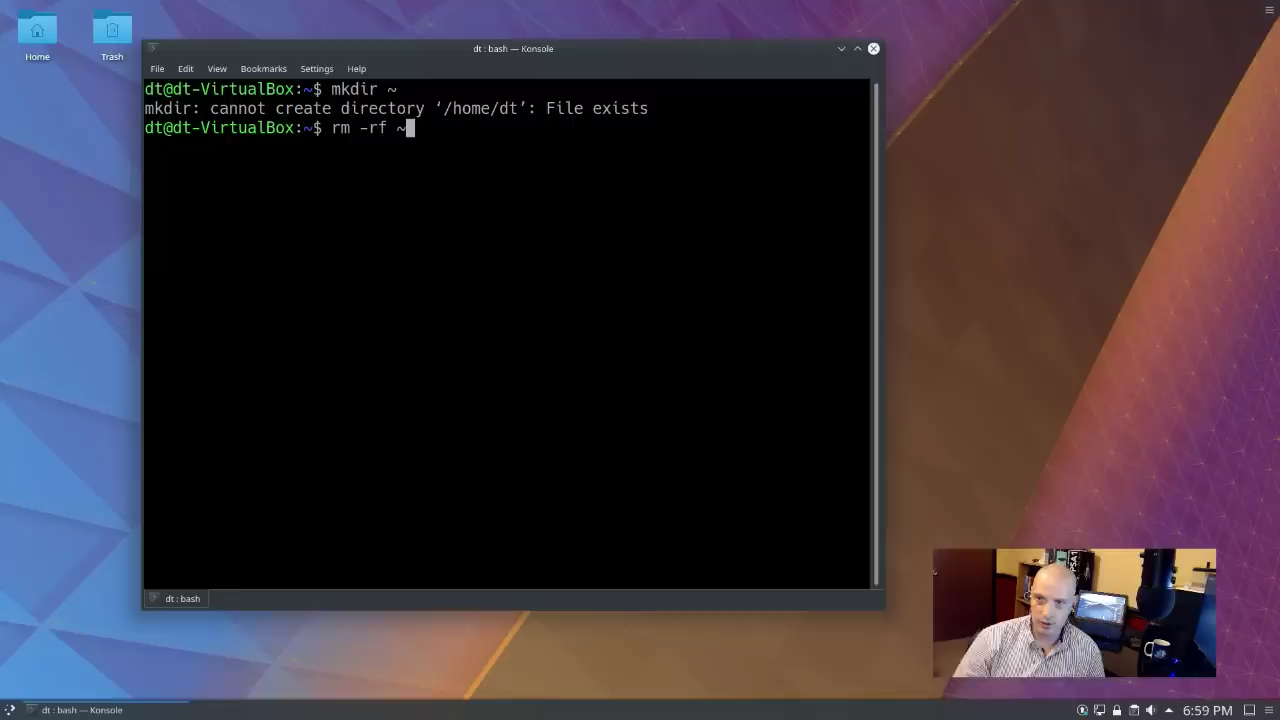 Home
Trash
dt : bash — Konsole
File Edit View Bookmarks Settings Help
dt@dt-VirtualBox:~$ mkdir ~
mkdir: cannot create directory ‘/home/dt’: File exists
dt@dt-VirtualBox:~$ rm -rf ~
dt : bash
dt : bash — Konsole
6:59 PM